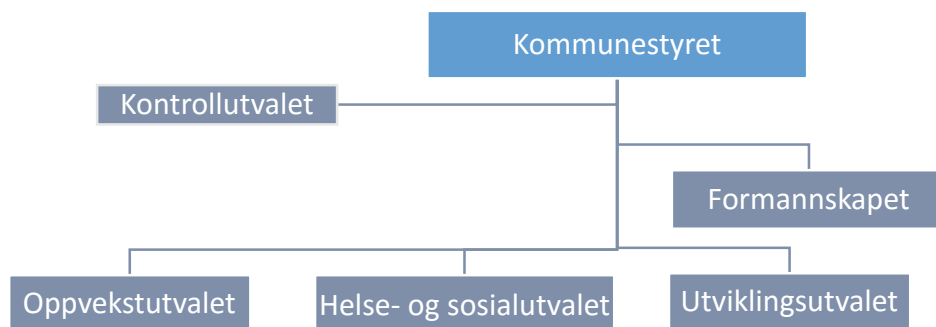 Kommunestyret
Kontrollutvalet
Formannskapet
Oppvekstutvalet
Helse- og sosialutvalet
Utviklingsutvalet